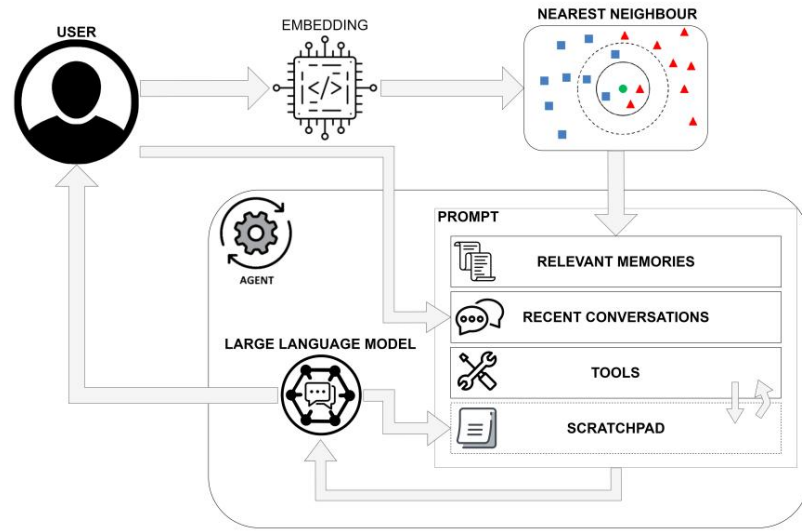 USER
EMBEDDING
NEAREST NEIGHBOUR
</>
AGENT
PROMPT
RELEVANT MEMORIES
RECENT CONVERSATIONS
LARGE LANGUAGE MODEL
TOOLS
SCRATCHPAD